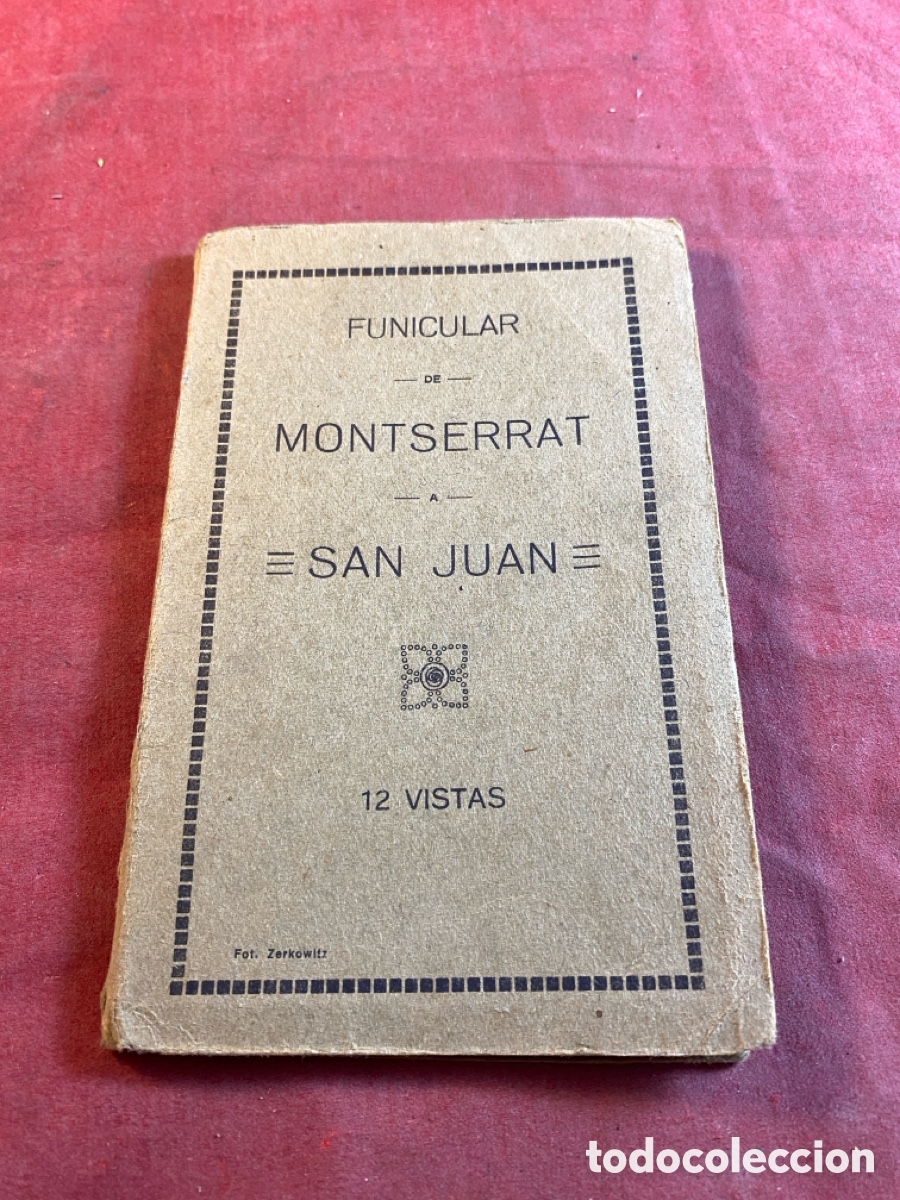 FUNICULAR
— DE —
MONTSERRAT
— A —
SAN JUAN
12 VISTAS
Fot. Zerkowitz
todocoleccion